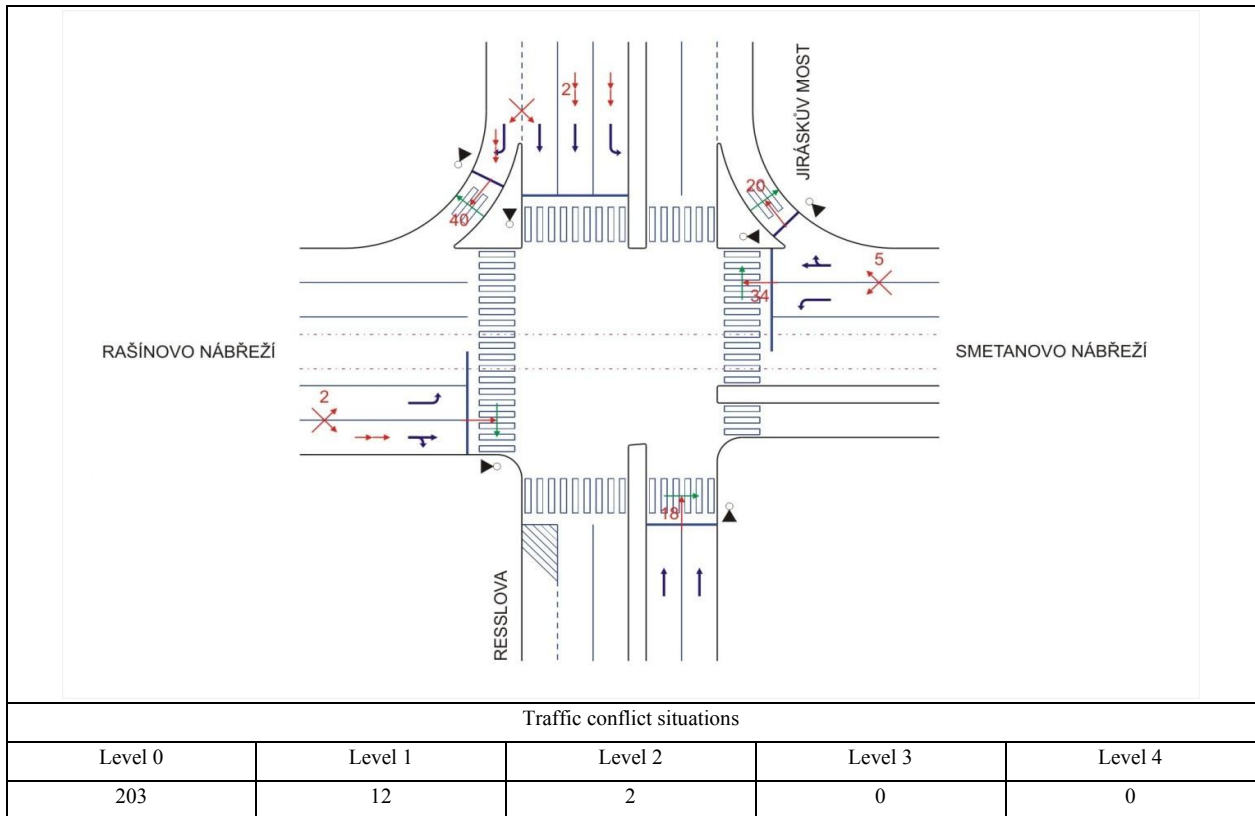 JIRÁSKŮV MOST
2
40
20
5
34
RAŠÍNOVO NÁBŘEŽÍ
SMETANOVO NÁBŘEŽÍ
2
18
RESSLOVA
Traffic conflict situations
Level 0 Level 1 Level 2 Level 3 Level 4
203 12 2 0 0